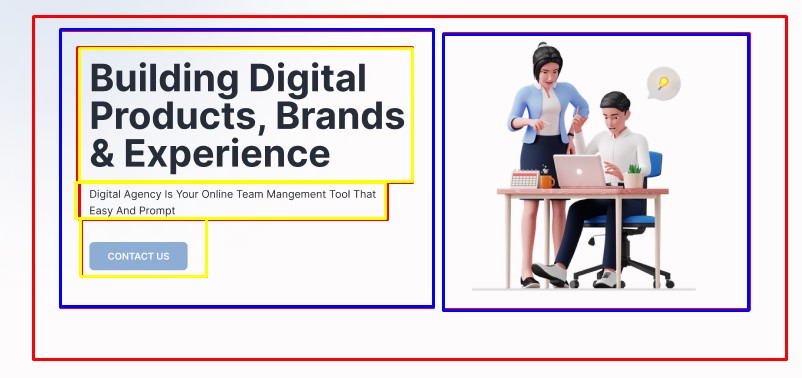 Building Digital
Products, Brands
& Experience
Digital Agency Is Your Online Team Mangement Tool That
Easy And Prompt
CONTACT US